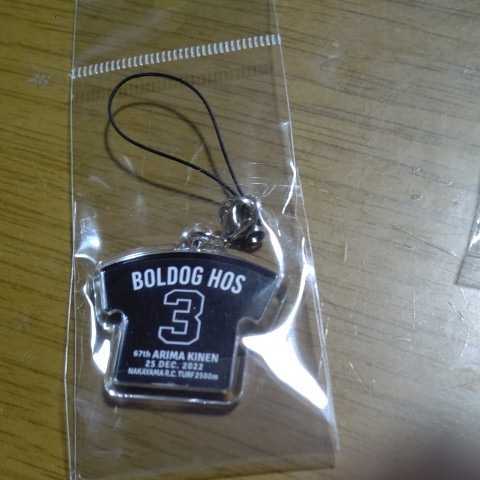 BOLDOG HOS
3
67th ARIMA KINEN
25 DEC. 2022
NAKAYAMA R.C. TURF 2500m